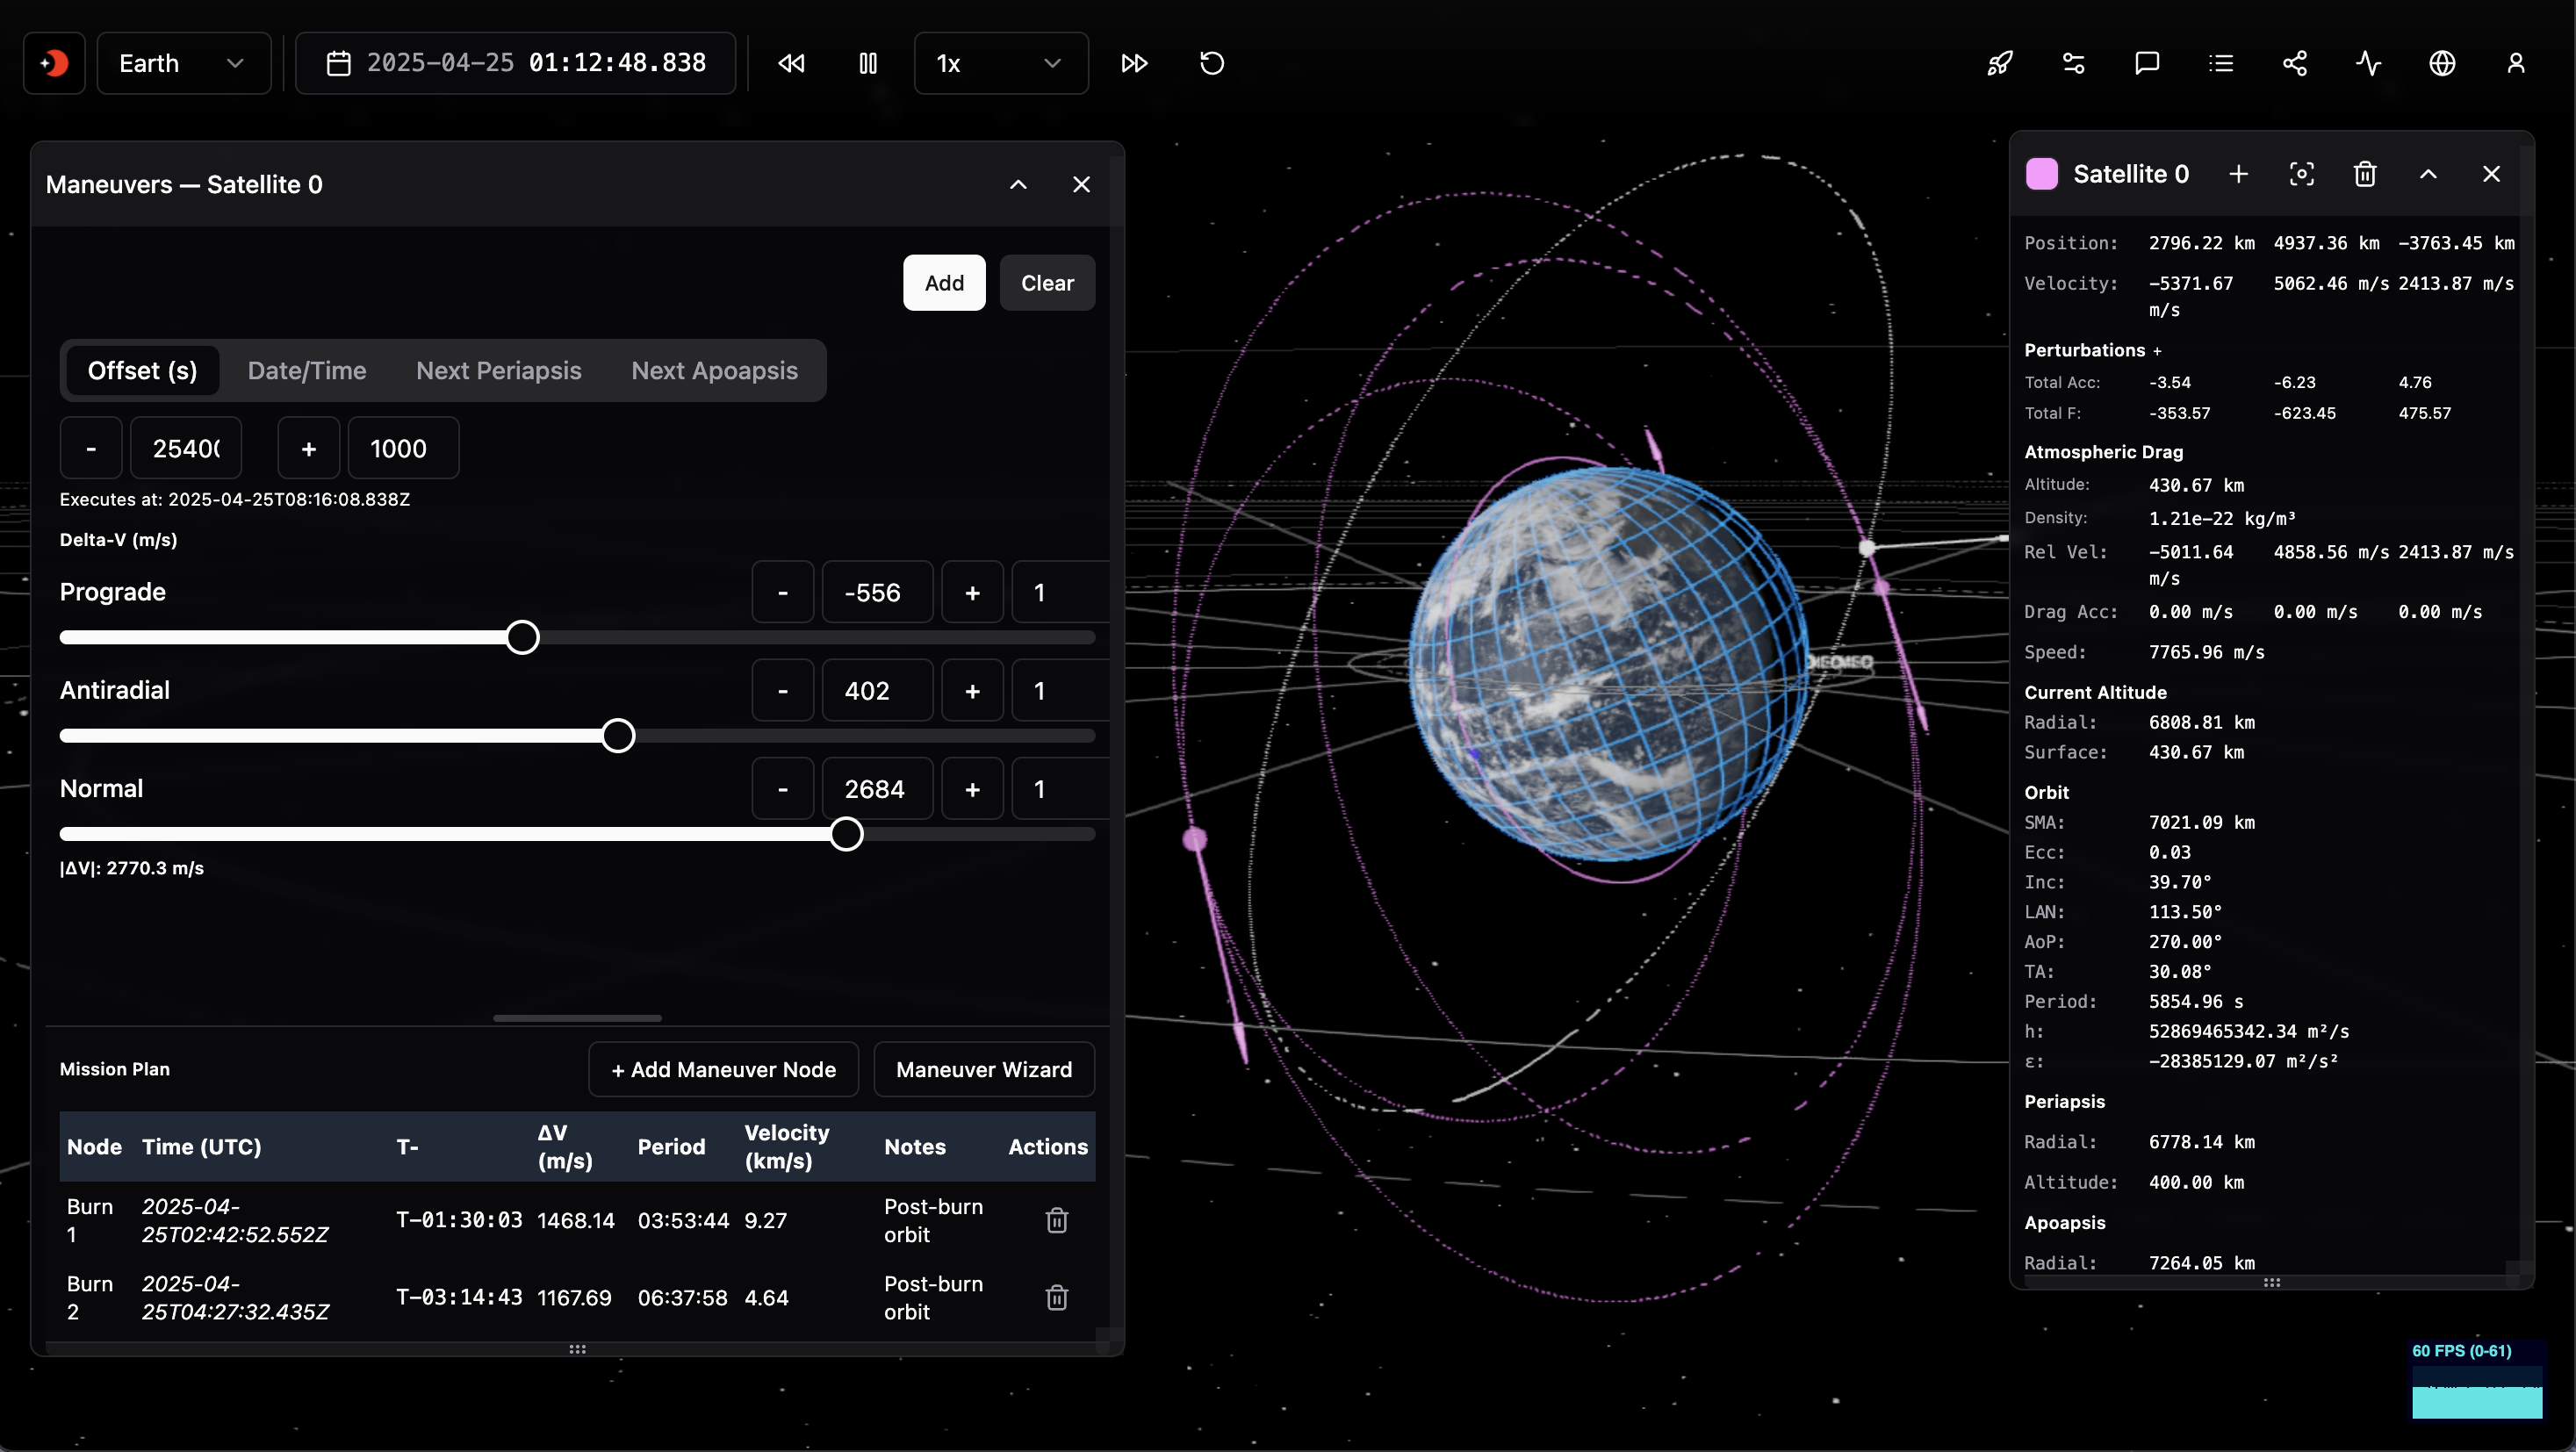 Earth 2025-04-25 01:12:48.838 1x
Maneuvers — Satellite 0
Add Clear
Offset (s) Date/Time Next Periapsis Next Apoapsis
- + 1000
Executes at: 2025-04-25T08:16:08.838Z
Delta-V (m/s)
Prograde - -556 + 1
Antiradial - 402 + 1
Normal - 2684 + 1
|ΔV|: 2770.3 m/s
Mission Plan + Add Maneuver Node Maneuver Wizard
Node Time (UTC) T- ΔV (m/s) Period Velocity (km/s) Notes Actions
Burn 1 2025-04-25T02:42:52.552Z T-01:30:03 1468.14 03:53:44 9.27 Post-burn orbit
Burn 2 2025-04-25T04:27:32.435Z T-03:14:43 1167.69 06:37:58 4.64 Post-burn orbit
Satellite 0
Position: 2796.22 km 4937.36 km -3763.45 km
Velocity: -5371.67 m/s 5062.46 m/s 2413.87 m/s
Perturbations +
Total Acc: -3.54 -6.23 4.76
Total F: -353.57 -623.45 475.57
Atmospheric Drag
Altitude: 430.67 km
Density: 1.21e-22 kg/m³
Rel Vel: -5011.64 m/s 4858.56 m/s 2413.87 m/s
Drag Acc: 0.00 m/s 0.00 m/s 0.00 m/s
Speed: 7765.96 m/s
Current Altitude
Radial: 6808.81 km
Surface: 430.67 km
Orbit
SMA: 7021.09 km
Ecc: 0.03
Inc: 39.70°
LAN: 113.50°
AoP: 270.00°
TA: 30.08°
Period: 5854.96 s
h: 52869465342.34 m²/s
ε: -28385129.07 m²/s²
Periapsis
Radial: 6778.14 km
Altitude: 400.00 km
Apoapsis
Radial: 7264.05 km
60 FPS (0-61)